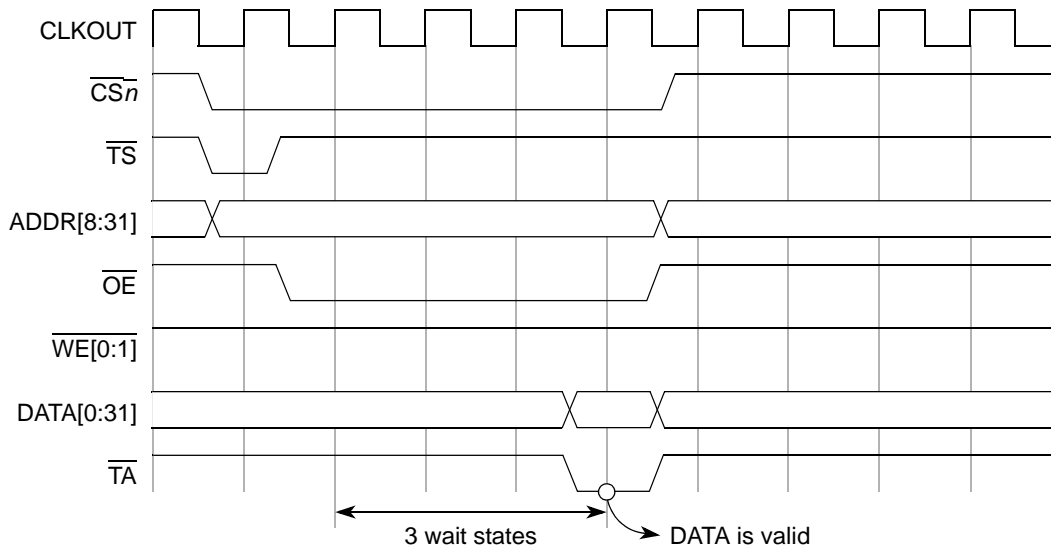 CLKOUT
CSn
TS
ADDR[8:31]
OE
WE[0:1]
DATA[0:31]
TA
3 wait states
DATA is valid